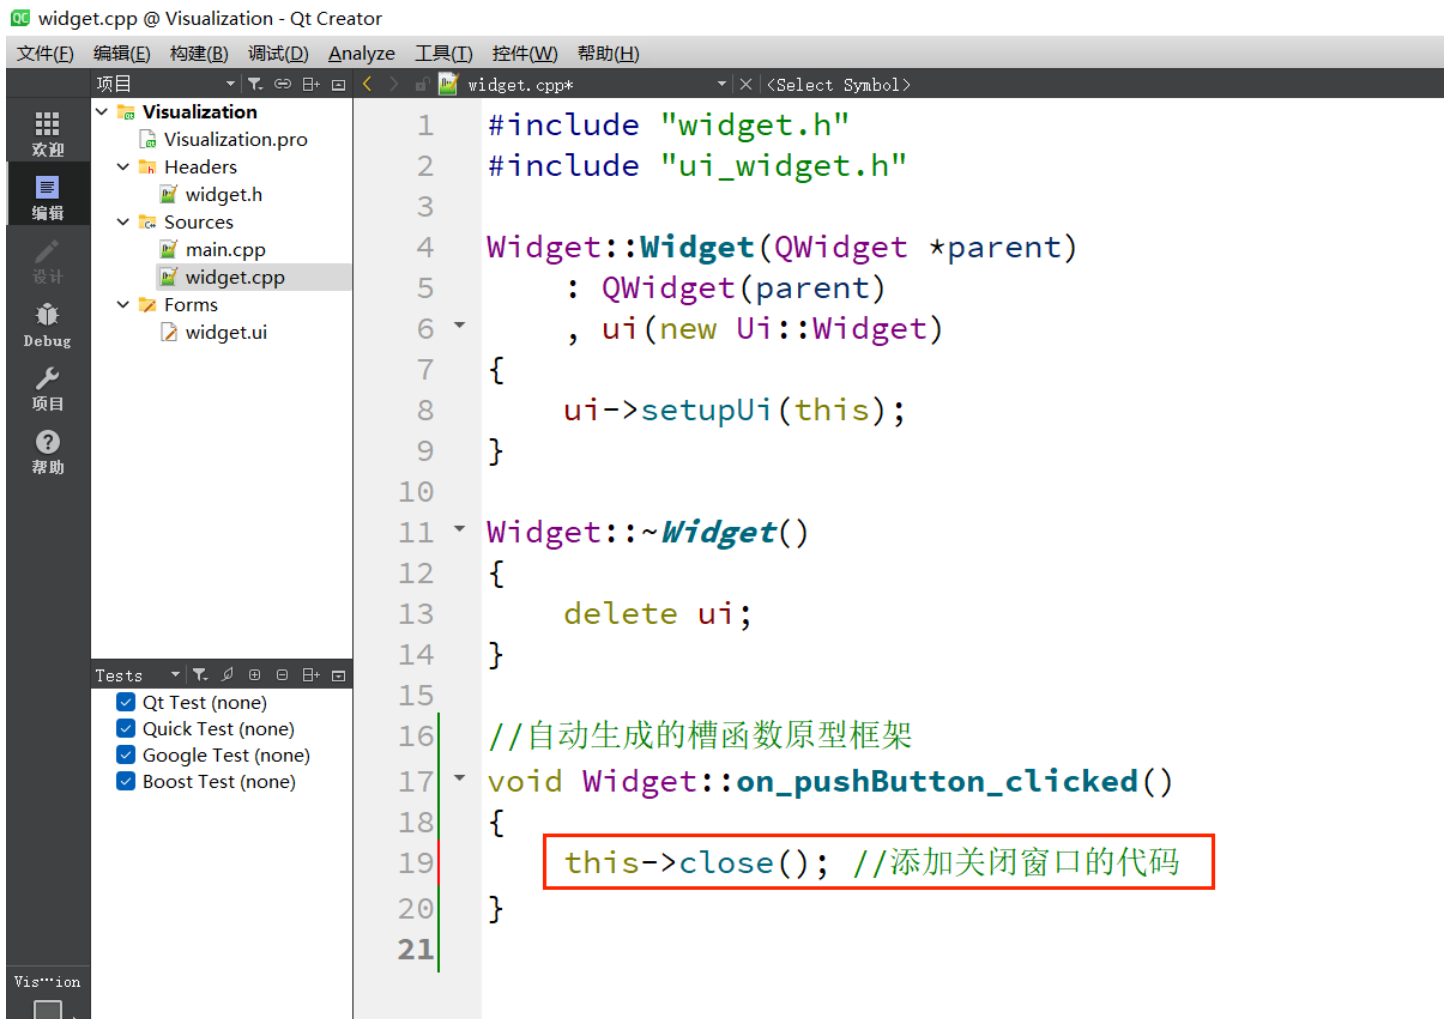 widget.cpp @ Visualization - Qt Creator
文件(F) 编辑(E) 构建(B) 调试(D) Analyze 工具(T) 控件(W) 帮助(H)
项目
widget.cpp*
<Select Symbol>
欢迎
编辑
设计
Debug
项目
帮助
Vis···ion
Visualization
Visualization.pro
Headers
widget.h
Sources
main.cpp
widget.cpp
Forms
widget.ui
Tests
Qt Test (none)
Quick Test (none)
Google Test (none)
Boost Test (none)
1 #include "widget.h"
2 #include "ui_widget.h"
3
4 Widget::Widget(QWidget *parent)
5 : QWidget(parent)
6 , ui(new Ui::Widget)
7 {
8 ui->setupUi(this);
9 }
10
11 Widget::~Widget()
12 {
13 delete ui;
14 }
15
16 //自动生成的槽函数原型框架
17 void Widget::on_pushButton_clicked()
18 {
19 this->close(); //添加关闭窗口的代码
20 }
21